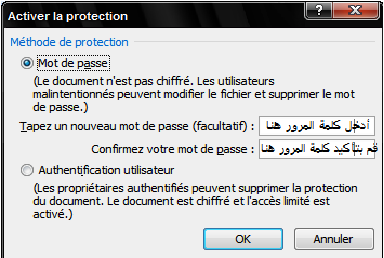 Activer la protection
Méthode de protection
Mot de passe
(Le document n'est pas chiffré. Les utilisateurs
malintentionnés peuvent modifier le fichier et supprimer le mot
de passe.)
Tapez un nouveau mot de passe (facultatif) : أدخل كلمة المرور هنا
Confirmez votre mot de passe : قم بتأكيد كلمة المرور هنا
Authentification utilisateur
(Les propriétaires authentifiés peuvent supprimer la protection
du document. Le document est chiffré et l'accès limité est
activé.)
OK Annuler